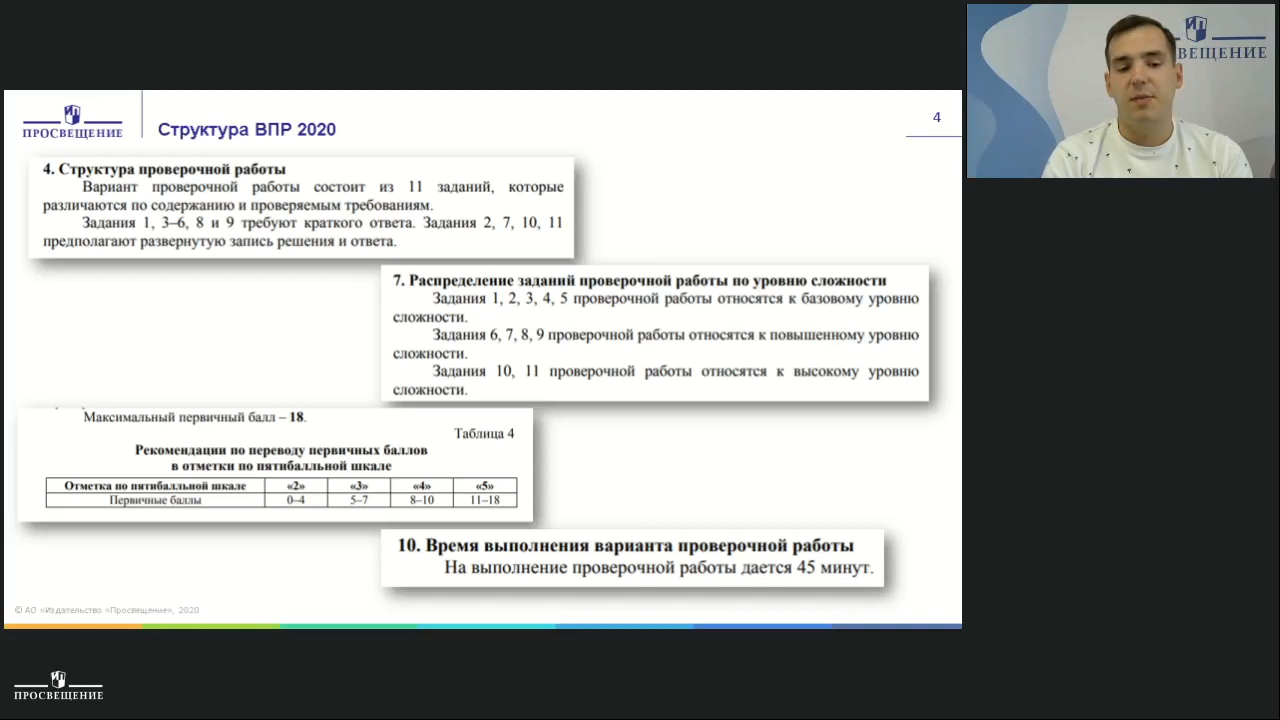 ПРОСВЕЩЕНИЕ
Структура ВПР 2020
4
4. Структура проверочной работы
Вариант проверочной работы состоит из 11 заданий, которые
различаются по содержанию и проверяемым требованиям.
Задания 1, 3–6, 8 и 9 требуют краткого ответа. Задания 2, 7, 10, 11
предполагают развернутую запись решения и ответа.
7. Распределение заданий проверочной работы по уровню сложности
Задания 1, 2, 3, 4, 5 проверочной работы относятся к базовому уровню
сложности.
Задания 6, 7, 8, 9 проверочной работы относятся к повышенному уровню
сложности.
Задания 10, 11 проверочной работы относятся к высокому уровню
сложности.
Максимальный первичный балл – 18.
Таблица 4
Рекомендации по переводу первичных баллов
в отметки по пятибалльной шкале
Отметка по пятибалльной шкале «2» «3» «4» «5»
Первичные баллы 0–4 5–7 8–10 11–18
10. Время выполнения варианта проверочной работы
На выполнение проверочной работы дается 45 минут.
© АО «Издательство «Просвещение», 2020
ПРОСВЕЩЕНИЕ